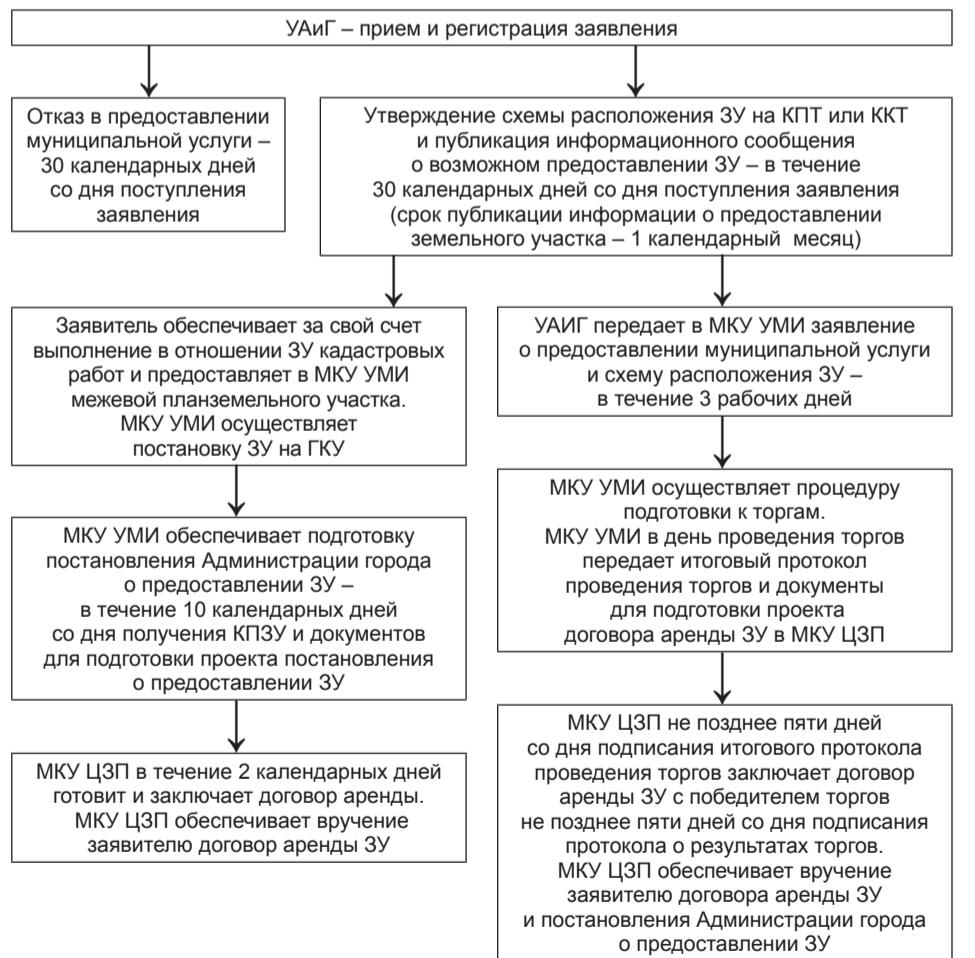 УАиГ – прием и регистрация заявления
Отказ в предоставлении
муниципальной услуги –
30 календарных дней
со дня поступления
заявления
Утверждение схемы расположения ЗУ на КПТ или ККТ
и публикация информационного сообщения
о возможном предоставлении ЗУ – в течение
30 календарных дней со дня поступления заявления
(срок публикации информации о предоставлении
земельного участка – 1 календарный месяц)
Заявитель обеспечивает за свой счет
выполнение в отношении ЗУ кадастровых
работ и предоставляет в МКУ УМИ
межевой планземельного участка.
МКУ УМИ осуществляет
постановку ЗУ на ГКУ
УАИГ передает в МКУ УМИ заявление
о предоставлении муниципальной услуги
и схему расположения ЗУ –
в течение 3 рабочих дней
МКУ УМИ обеспечивает подготовку
постановления Администрации города
о предоставлении ЗУ –
в течение 10 календарных дней
со дня получения КПЗУ и документов
для подготовки проекта постановления
о предоставлении ЗУ
МКУ УМИ осуществляет процедуру
подготовки к торгам.
МКУ УМИ в день проведения торгов
передает итоговый протокол
проведения торгов и документы
для подготовки проекта
договора аренды ЗУ в МКУ ЦЗП
МКУ ЦЗП в течение 2 календарных дней
готовит и заключает договор аренды.
МКУ ЦЗП обеспечивает вручение
заявителю договор аренды ЗУ
МКУ ЦЗП не позднее пяти дней
со дня подписания итогового протокола
проведения торгов заключает договор
аренды ЗУ с победителем торгов
не позднее пяти дней со дня подписания
протокола о результатах торгов.
МКУ ЦЗП обеспечивает вручение
заявителю договора аренды ЗУ
и постановления Администрации города
о предоставлении ЗУ